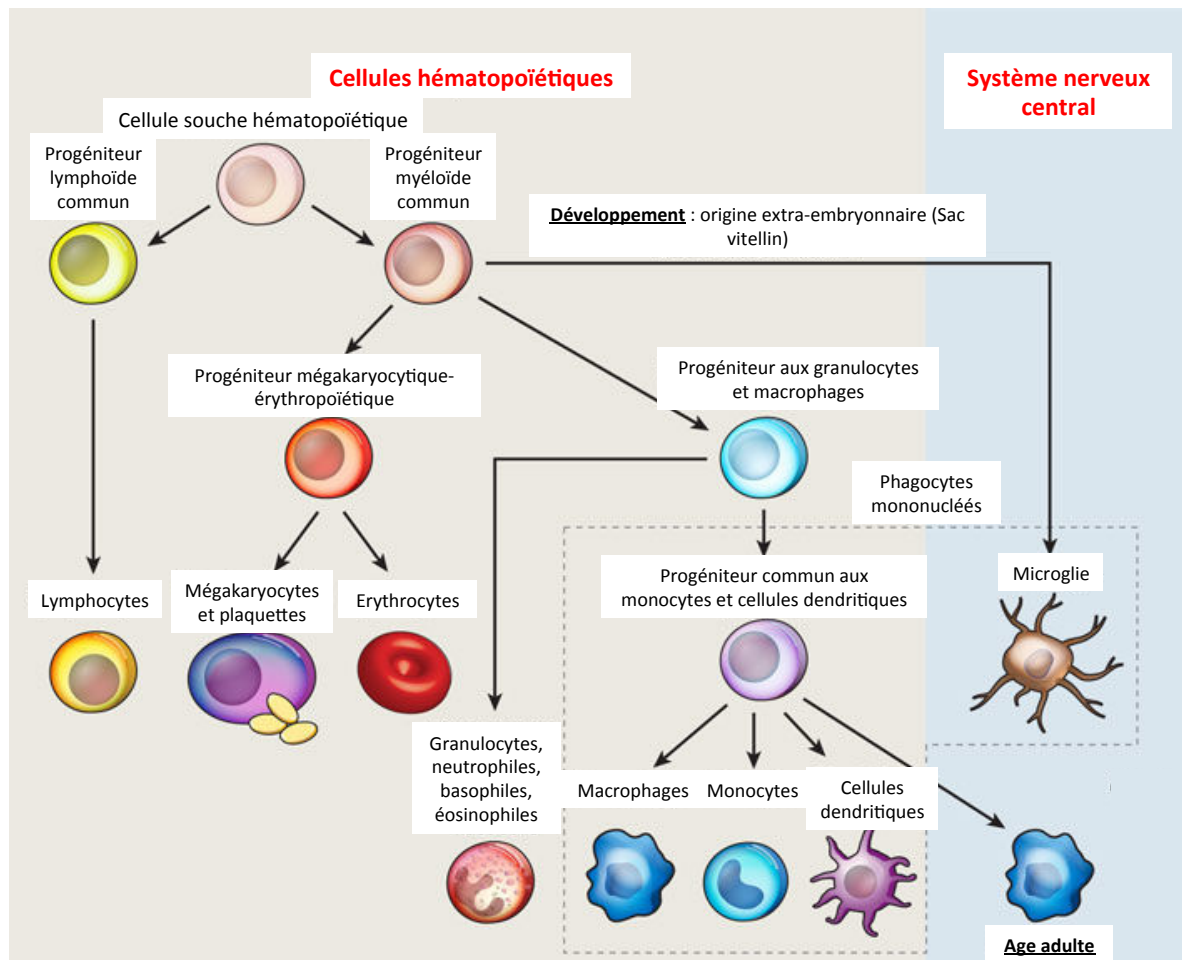 Cellules hématopoïétiques
Système nerveux
central
Cellule souche hématopoïétique
Progéniteur
lymphoïde
commun
Progéniteur
myéloïde
commun
Développement : origine extra-embryonnaire (Sac
vitellin)
Progéniteur mégakaryocytique-
érythropoïétique
Progéniteur aux granulocytes
et macrophages
Phagocytes
mononucléés
Lymphocytes
Mégakaryocytes
et plaquettes
Erythrocytes
Progéniteur commun aux
monocytes et cellules dendritiques
Microglie
Granulocytes,
neutrophiles,
basophiles,
éosinophiles
Macrophages
Monocytes
Cellules
dendritiques
Age adulte